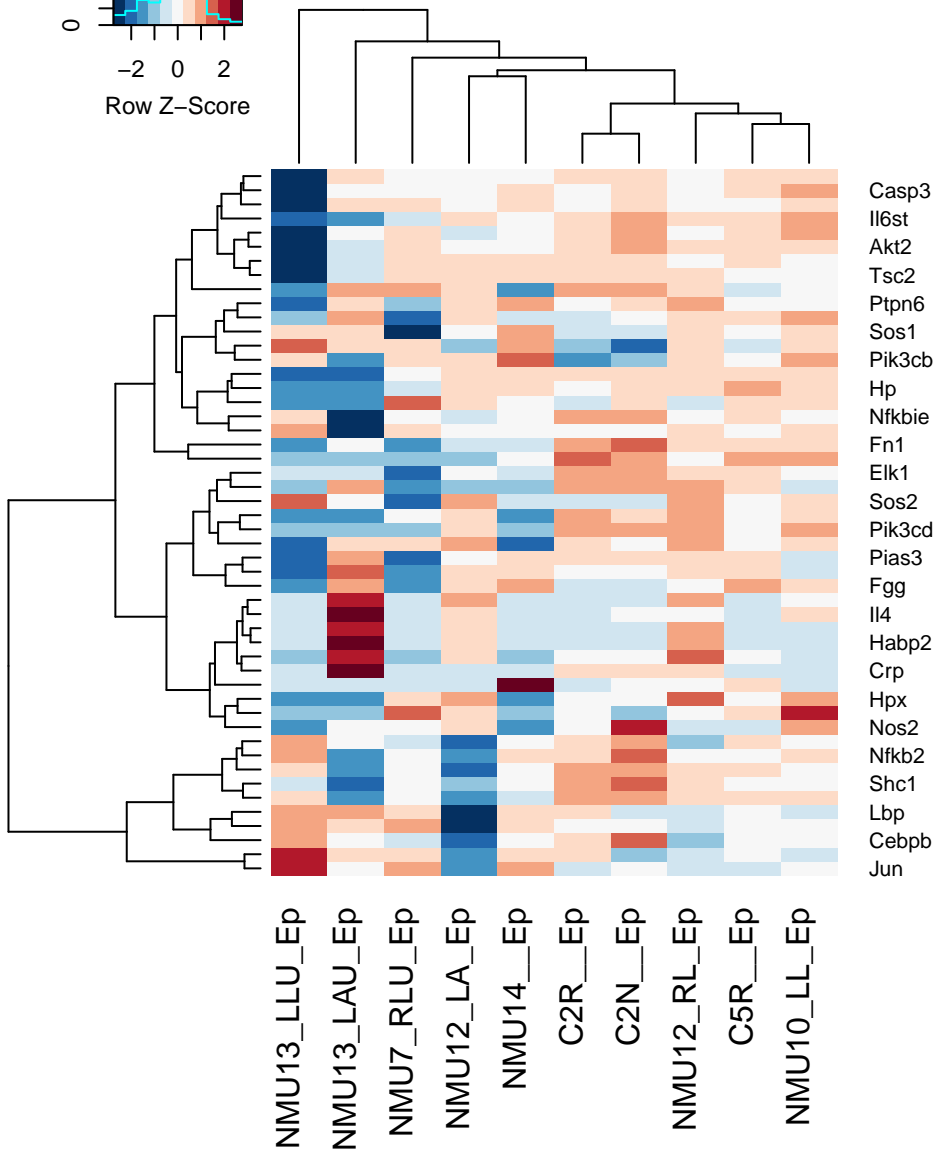 0
−2 0 2
Row Z−Score
Casp3
Il6st
Akt2
Tsc2
Ptpn6
Sos1
Pik3cb
Hp
Nfkbie
Fn1
Elk1
Sos2
Pik3cd
Pias3
Fgg
Il4
Habp2
Crp
Hpx
Nos2
Nfkb2
Shc1
Lbp
Cebpb
Jun
NMU13_LLU_Ep
NMU13_LAU_Ep
NMU7_RLU_Ep
NMU12_LA_Ep
NMU14__Ep
C2R__Ep
C2N__Ep
NMU12_RL_Ep
C5R__Ep
NMU10_LL_Ep